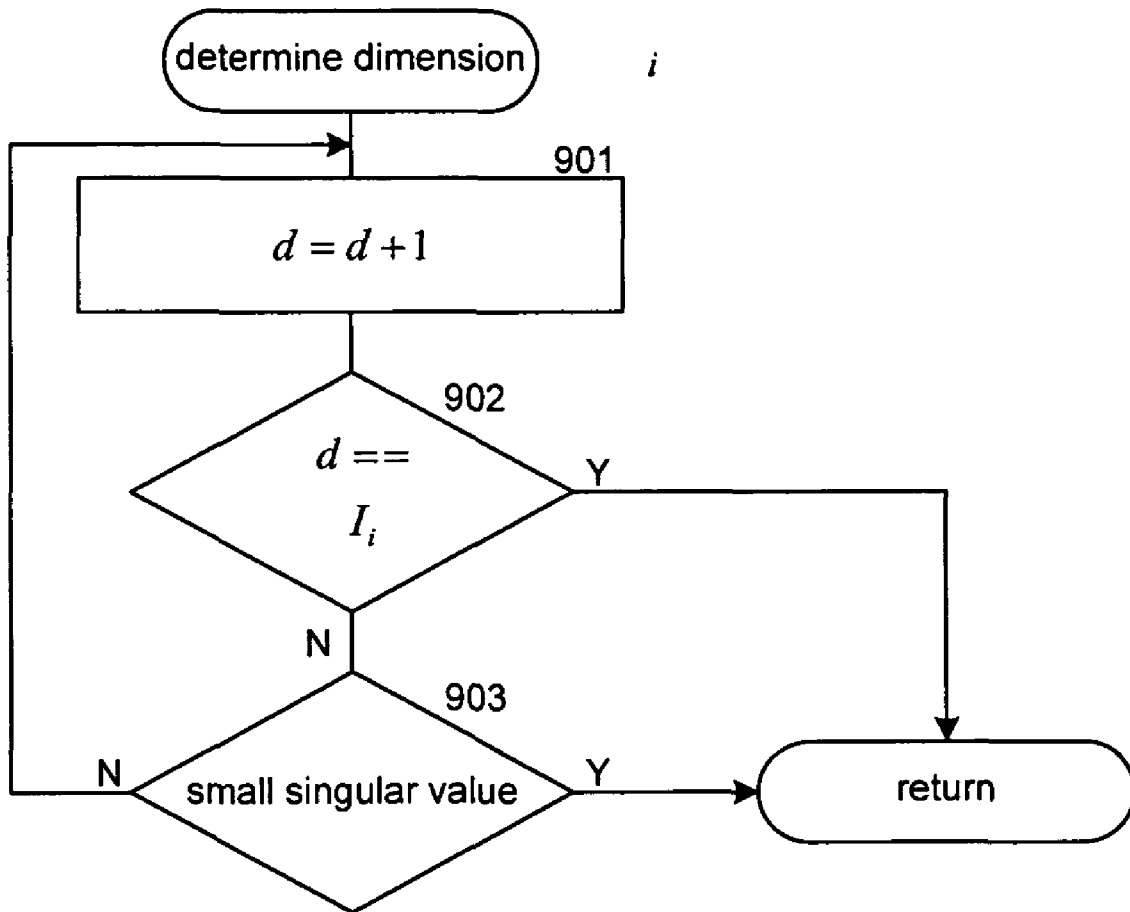 determine dimension i
901
d = d + 1
902
d ==
I_i
Y
N
903
small singular value
N
Y
return